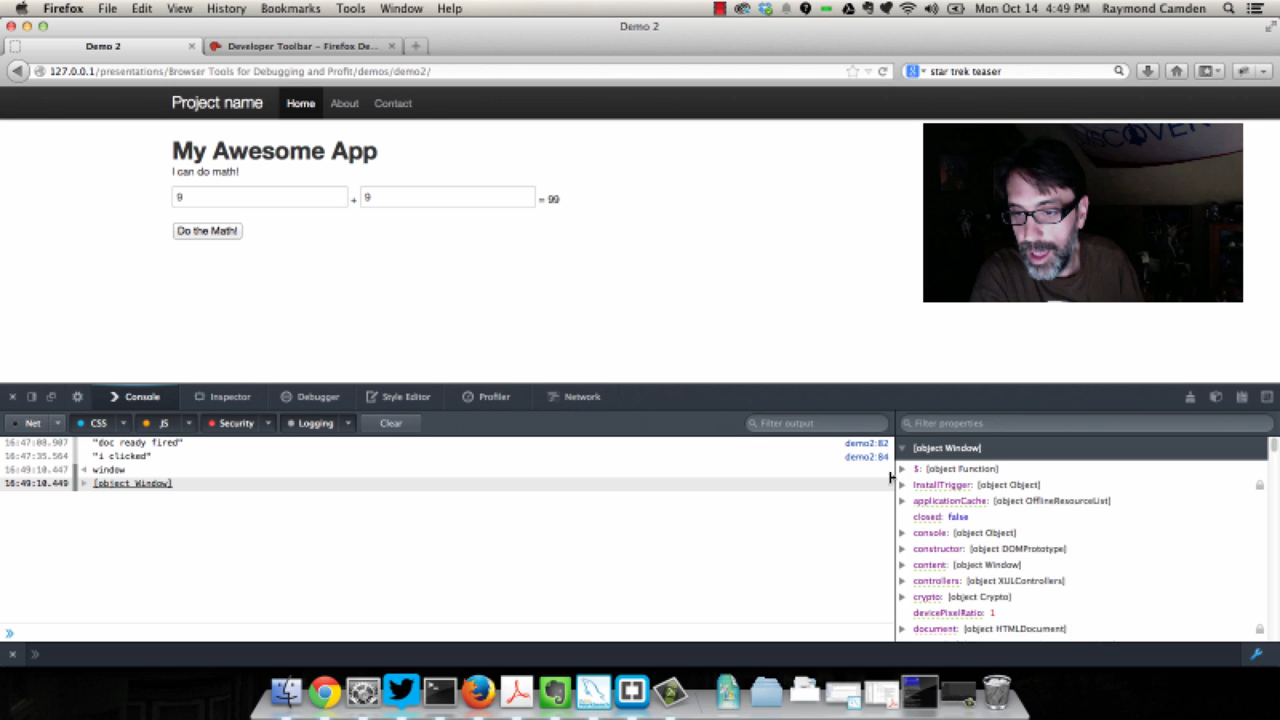 Firefox File Edit View History Bookmarks Tools Window Help Mon Oct 14 4:49 PM Raymond Camden
Demo 2
Demo 2 Developer Toolbar – Firefox De...
127.0.0.1/presentations/Browser Tools for Debugging and Profit/demos/demo2/ star trek teaser
Project name Home About Contact
DISCOVER
My Awesome App
I can do math!
9 + 9 = 99
Do the Math!
Console Inspector Debugger Style Editor Profiler Network
Net CSS JS Security Logging Clear Filter output Filter properties
16:47:08.907 "doc ready fired" demo2:82
16:47:35.564 "i clicked" demo2:84
16:49:10.447 window
16:49:10.449 [object Window]
[object Window]
$: [object Function]
InstallTrigger: [object Object]
applicationCache: [object OfflineResourceList]
closed: false
console: [object Object]
constructor: [object DOMPrototype]
content: [object Window]
controllers: [object XULControllers]
crypto: [object Crypto]
devicePixelRatio: 1
document: [object HTMLDocument]